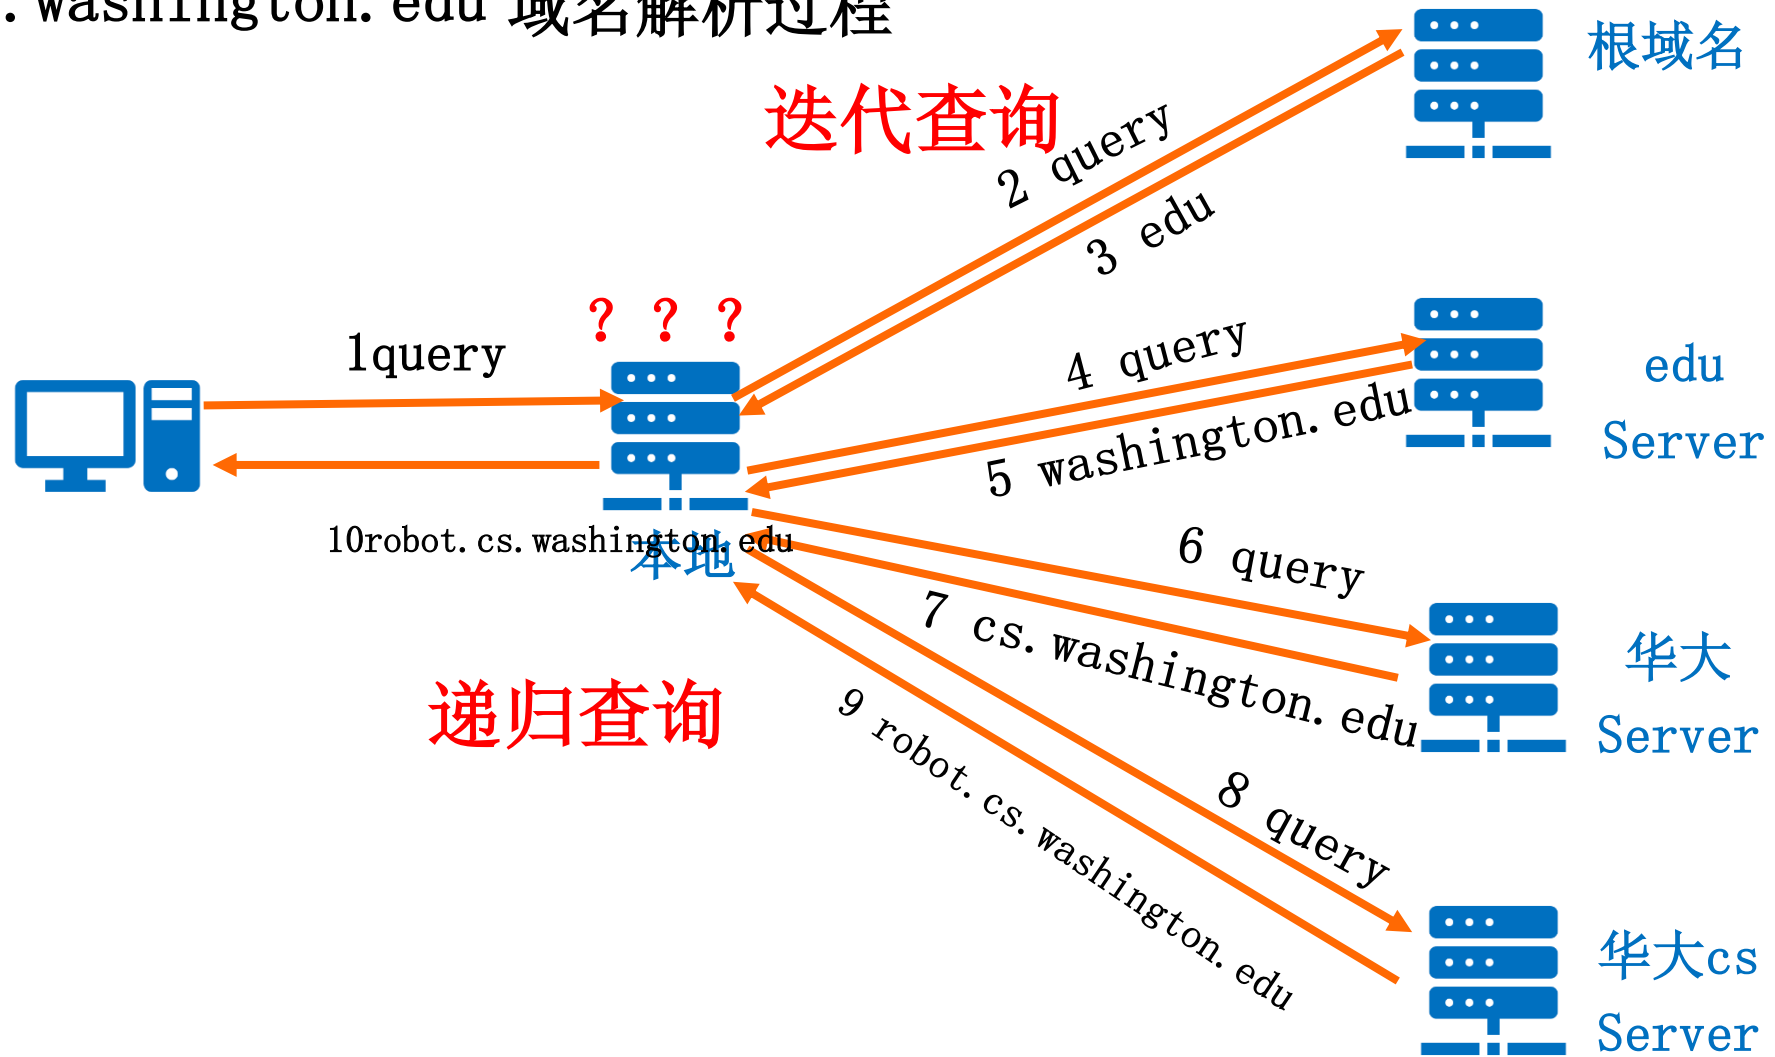 .washington.edu 域名解析过程
根域名
迭代查询
2 query
3 edu
? ? ?
1query
4 query
edu
Server
5 washington.edu
10robot.cs.washington.edu
本地
6 query
7 cs.washington.edu
华大
Server
递归查询
9 robot.cs.washington.edu
8 query
华大cs
Server